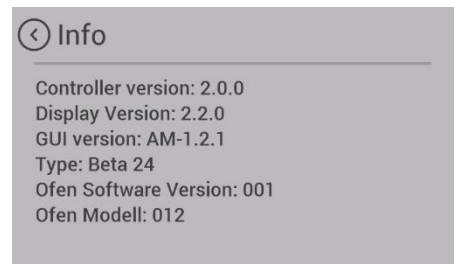 Info
Controller version: 2.0.0
Display Version: 2.2.0
GUI version: AM-1.2.1
Type: Beta 24
Ofen Software Version: 001
Ofen Modell: 012